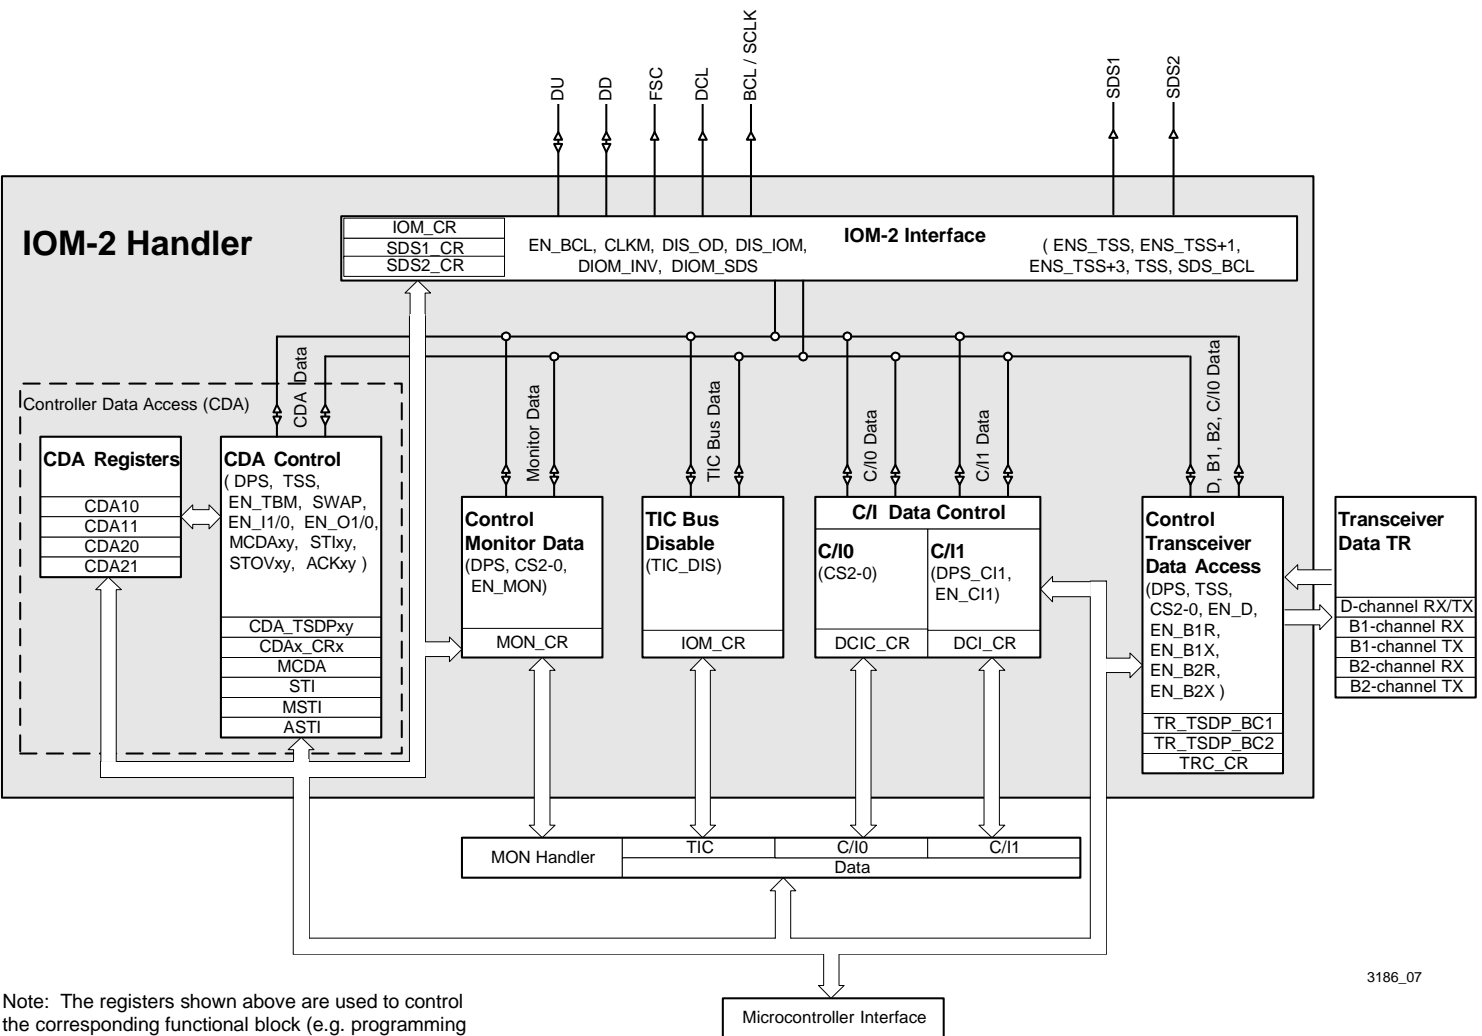 DU
DD
FSC
DCL
BCL / SCLK
SDS1
SDS2
IOM-2 Handler
IOM_CR
SDS1_CR
SDS2_CR
EN_BCL, CLKM, DIS_OD, DIS_IOM,
DIOM_INV, DIOM_SDS
IOM-2 Interface
( ENS_TSS, ENS_TSS+1,
ENS_TSS+3, TSS, SDS_BCL
CDA Data
Monitor Data
TIC Bus Data
C/I0 Data
C/I1 Data
D, B1, B2, C/I0 Data
Controller Data Access (CDA)
CDA Registers
CDA10
CDA11
CDA20
CDA21
CDA Control
( DPS, TSS,
EN_TBM, SWAP,
EN_I1/0, EN_O1/0,
MCDAxy, STIxy,
STOVxy, ACKxy )
CDA_TSDPxy
CDAx_CRx
MCDA
STI
MSTI
ASTI
Control
Monitor Data
(DPS, CS2-0,
EN_MON)
MON_CR
TIC Bus
Disable
(TIC_DIS)
IOM_CR
C/I Data Control
C/I0
(CS2-0)
DCIC_CR
C/I1
(DPS_CI1,
EN_CI1)
DCI_CR
Control
Transceiver
Data Access
(DPS, TSS,
CS2-0, EN_D,
EN_B1R,
EN_B1X,
EN_B2R,
EN_B2X )
TR_TSDP_BC1
TR_TSDP_BC2
TRC_CR
Transceiver
Data TR
D-channel RX/TX
B1-channel RX
B1-channel TX
B2-channel RX
B2-channel TX
MON Handler
TIC
C/I0
C/I1
Data
3186_07
Note: The registers shown above are used to control
the corresponding functional block (e.g. programming
Microcontroller Interface